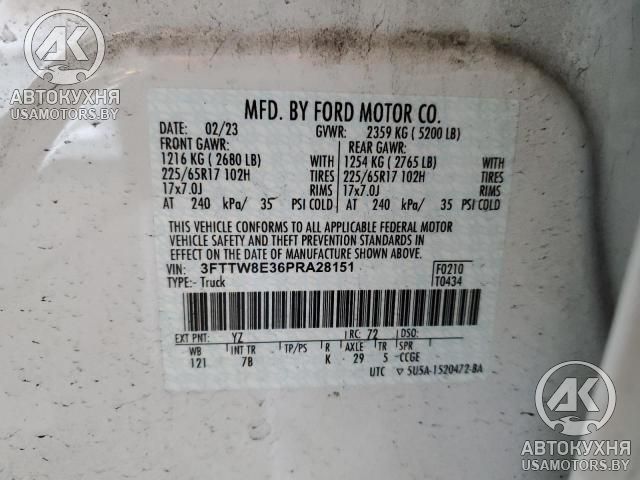 АК
АВТОКУХНЯ
USAMOTORS.BY
MFD. BY FORD MOTOR CO.
DATE: 02/23 GVWR: 2359 KG ( 5200 LB)
FRONT GAWR: REAR GAWR:
1216 KG ( 2680 LB) WITH 1254 KG ( 2765 LB) WITH
225/65R17 102H TIRES 225/65R17 102H TIRES
17x7.0J RIMS 17x7.0J RIMS
AT 240 kPa/ 35 PSI COLD AT 240 kPa/ 35 PSI COLD
THIS VEHICLE CONFORMS TO ALL APPLICABLE FEDERAL MOTOR
VEHICLE SAFETY AND THEFT PREVENTION STANDARDS IN
EFFECT ON THE DATE OF MANUFACTURE SHOWN ABOVE.
VIN: 3FTTW8E36PRA28151 F0210
TYPE:- Truck T0434
EXT PNT: YZ RC: 72 DSO:
WB INT TR TP/PS R AXLE TR SPR
121 7B K 29 5 CCGE
UTC ▽ 5U5A-1520472-BA
АК
АВТОКУХНЯ
USAMOTORS.BY